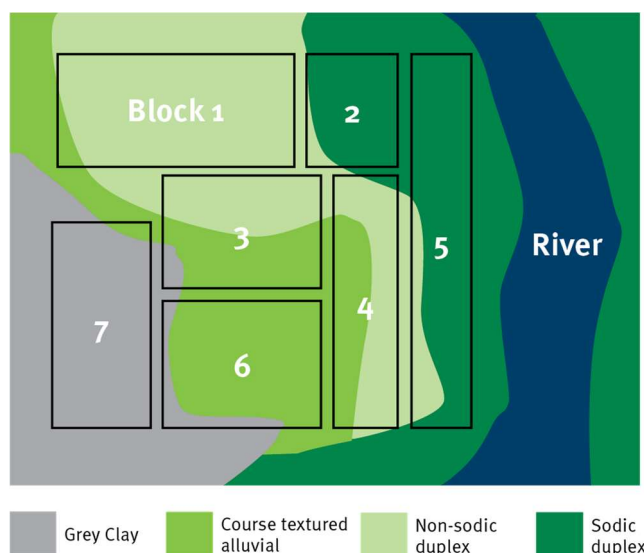 Block 1
2
3
4
5
River
7
6
Grey Clay
Course textured
alluvial
Non-sodic
duplex
Sodic
duplex